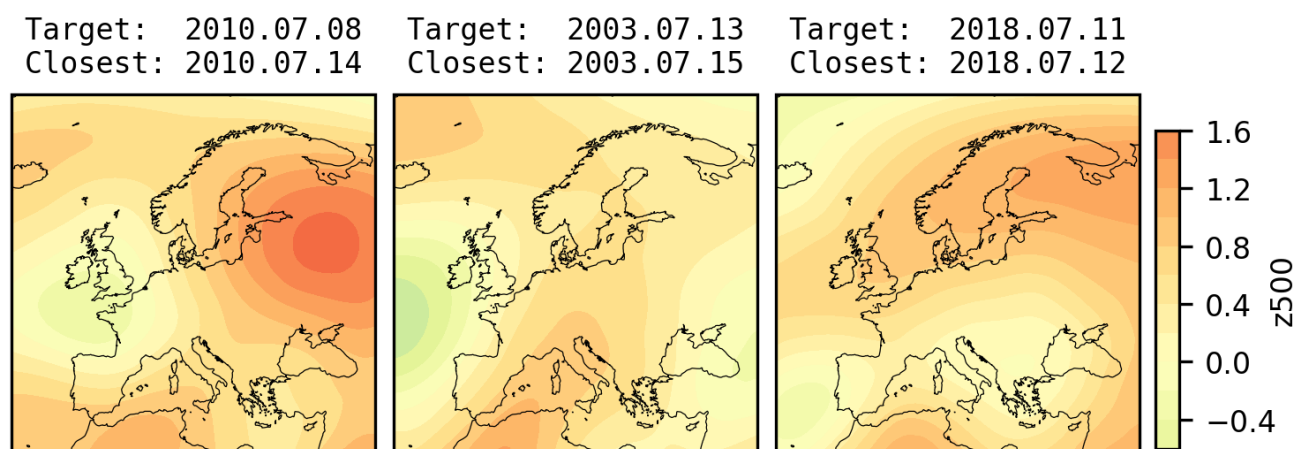 Target:  2010.07.08
Closest: 2010.07.14
Target:  2003.07.13
Closest: 2003.07.15
Target:  2018.07.11
Closest: 2018.07.12
1.6
1.2
0.8
0.4
0.0
−0.4
z500